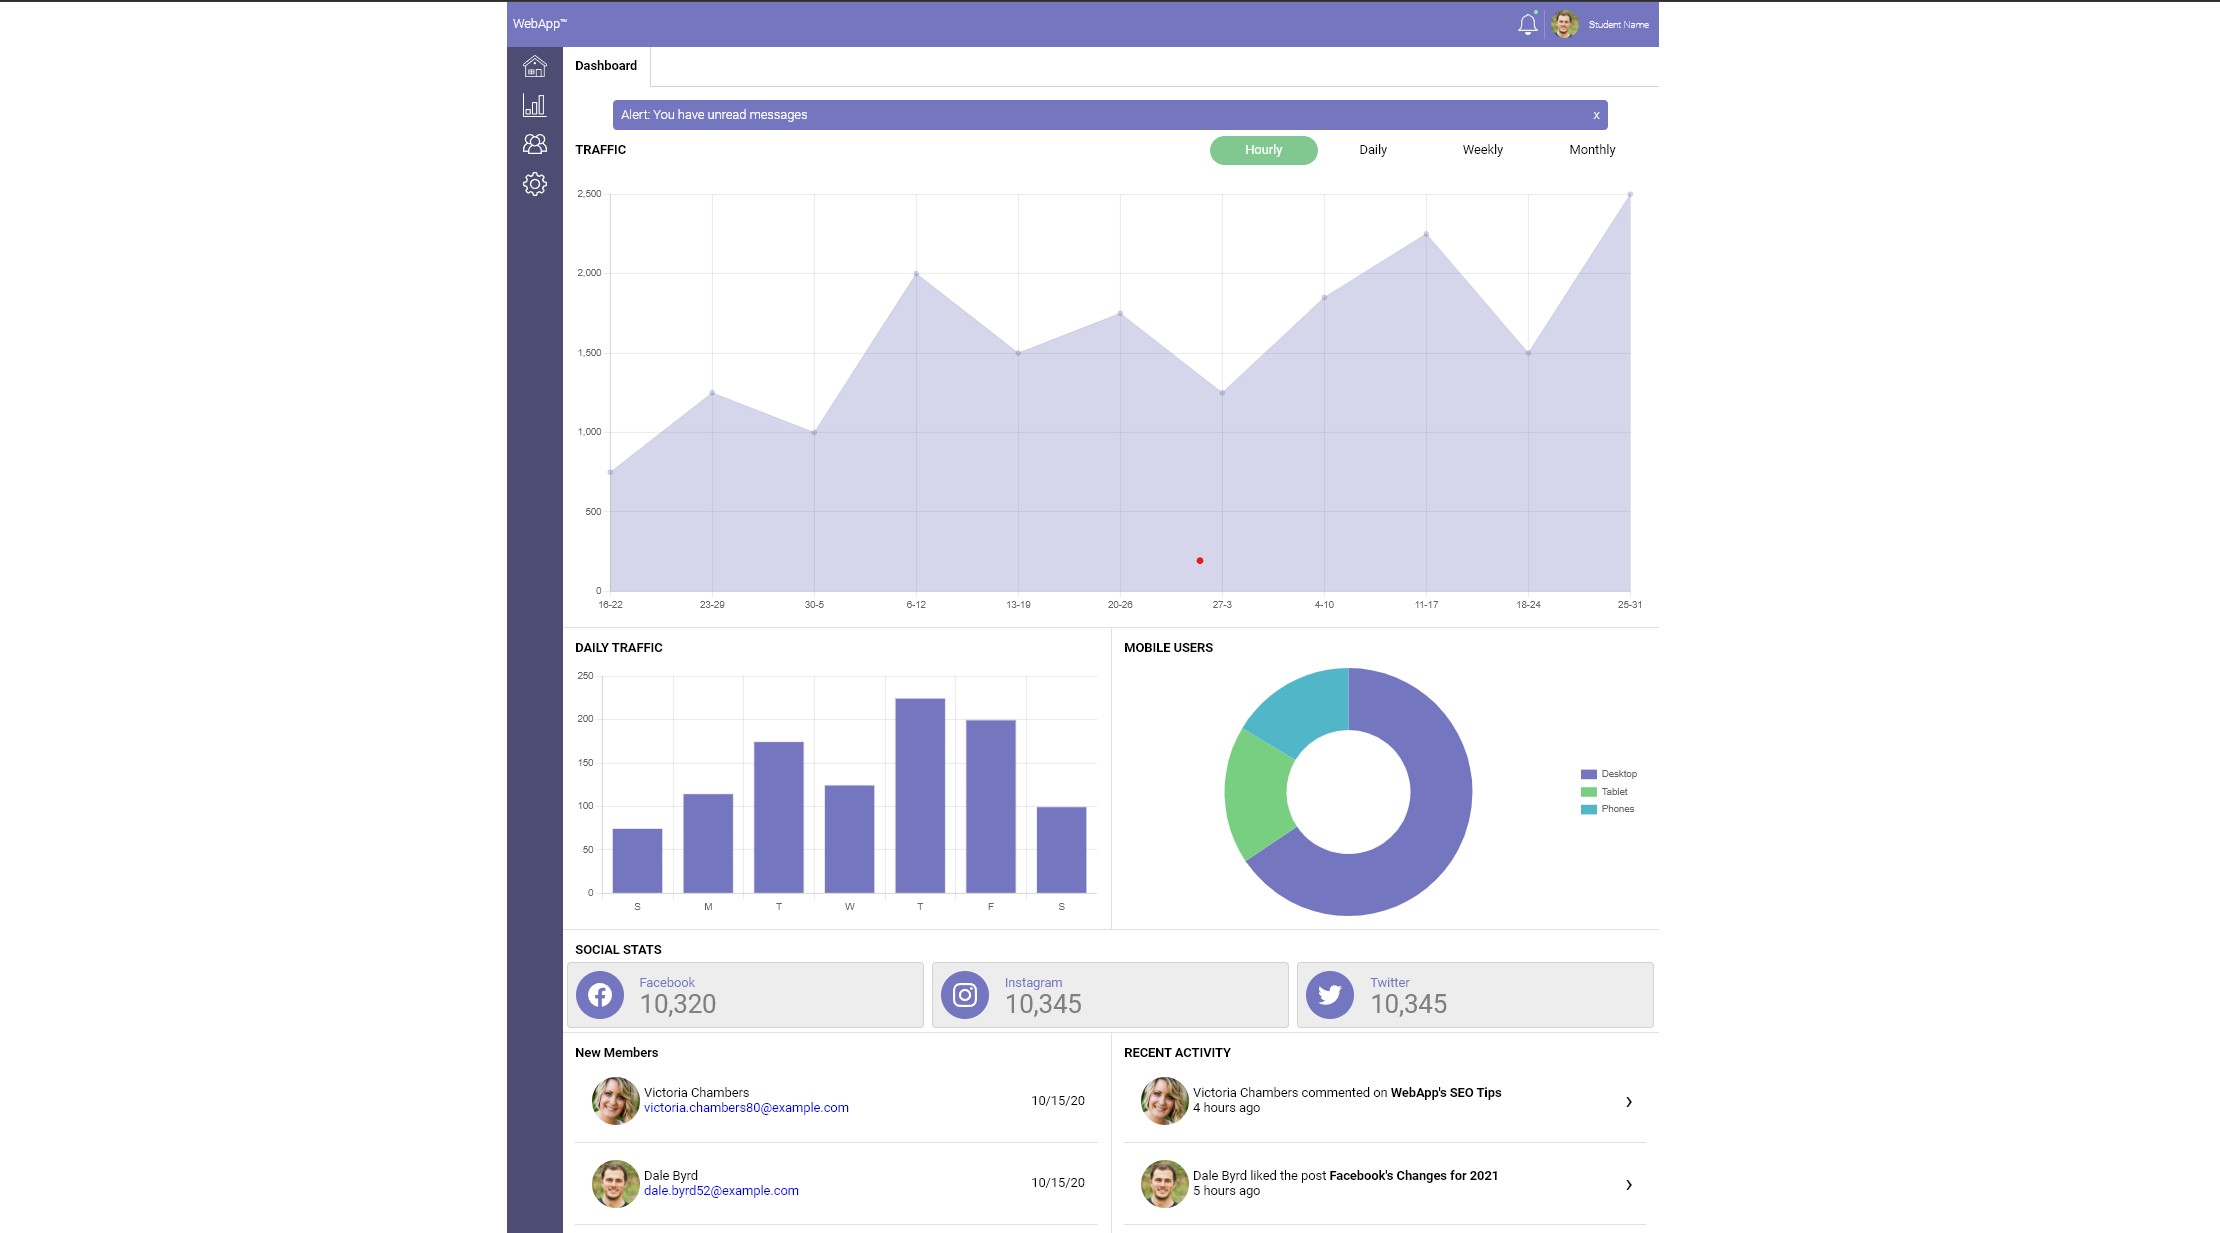 WebApp™
Student Name
Dashboard
Alert: You have unread messages
x
TRAFFIC
Hourly
Daily
Weekly
Monthly
2,500
2,000
1,500
1,000
500
0
16-22
23-29
30-5
6-12
13-19
20-26
27-3
4-10
11-17
18-24
25-31
DAILY TRAFFIC
250
200
150
100
50
0
S
M
T
W
T
F
S
MOBILE USERS
Desktop
Tablet
Phones
SOCIAL STATS
Facebook
10,320
Instagram
10,345
Twitter
10,345
New Members
Victoria Chambers
victoria.chambers80@example.com
10/15/20
Dale Byrd
dale.byrd52@example.com
10/15/20
RECENT ACTIVITY
Victoria Chambers commented on WebApp's SEO Tips
4 hours ago
›
Dale Byrd liked the post Facebook's Changes for 2021
5 hours ago
›